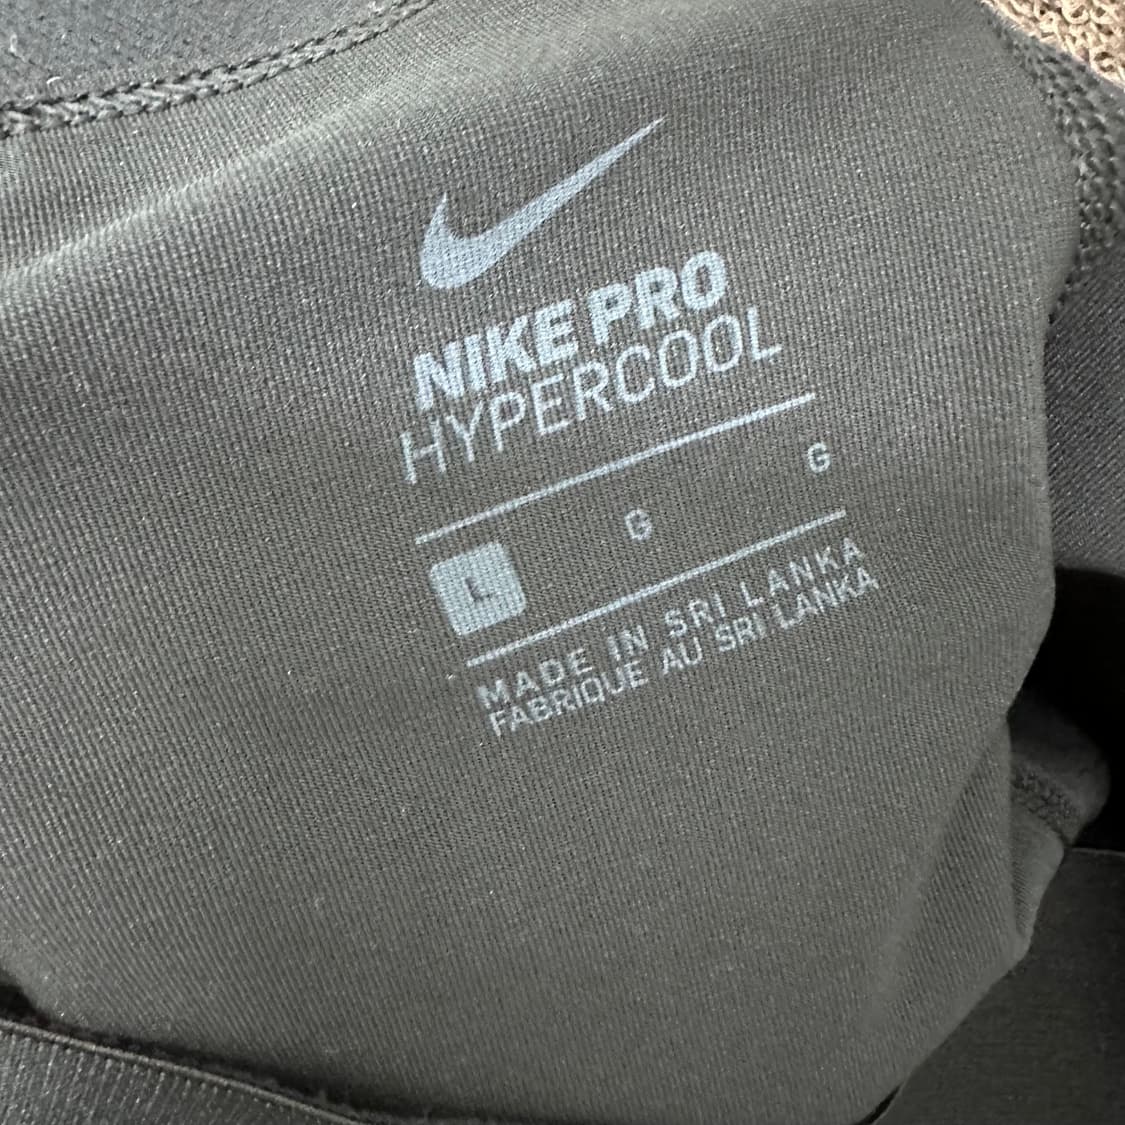 NIKE PRO
HYPERCOOL
L G G
MADE IN SRI LANKA
FABRIQUE AU SRI LANKA